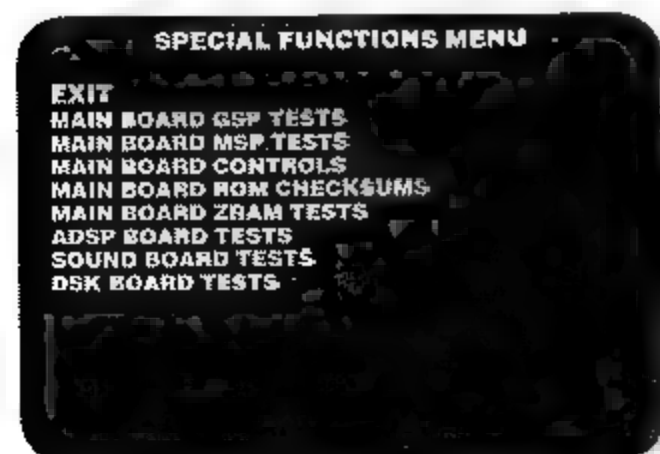 SPECIAL FUNCTIONS MENU
EXIT
MAIN BOARD GSP TESTS
MAIN BOARD MSP TESTS
MAIN BOARD CONTROLS
MAIN BOARD ROM CHECKSUMS
MAIN BOARD ZRAM TESTS
ADSP BOARD TESTS
SOUND BOARD TESTS
DSK BOARD TESTS